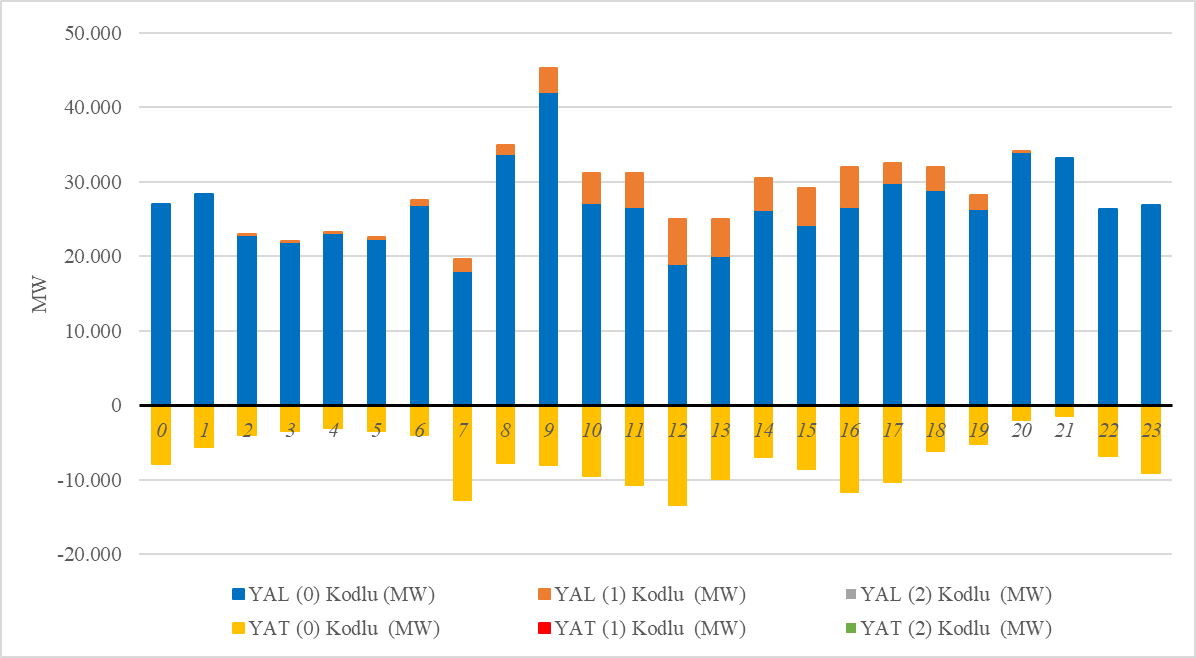 50.000
40.000
30.000
20.000
10.000
0
-10.000
-20.000
MW
0 1 2 3 4 5 6 7 8 9 10 11 12 13 14 15 16 17 18 19 20 21 22 23
YAL (0) Kodlu (MW) YAL (1) Kodlu (MW) YAL (2) Kodlu (MW)
YAT (0) Kodlu (MW) YAT (1) Kodlu (MW) YAT (2) Kodlu (MW)